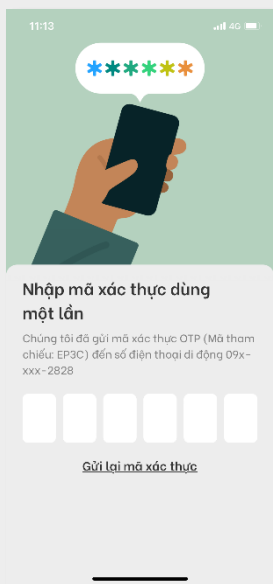 11:13
4G
******
Nhập mã xác thực dùng
một lần
Chúng tôi đã gửi mã xác thực OTP (Mã tham
chiếu: EP3C) đến số điện thoại di động 09x-
xxx-2828
Gửi lại mã xác thực